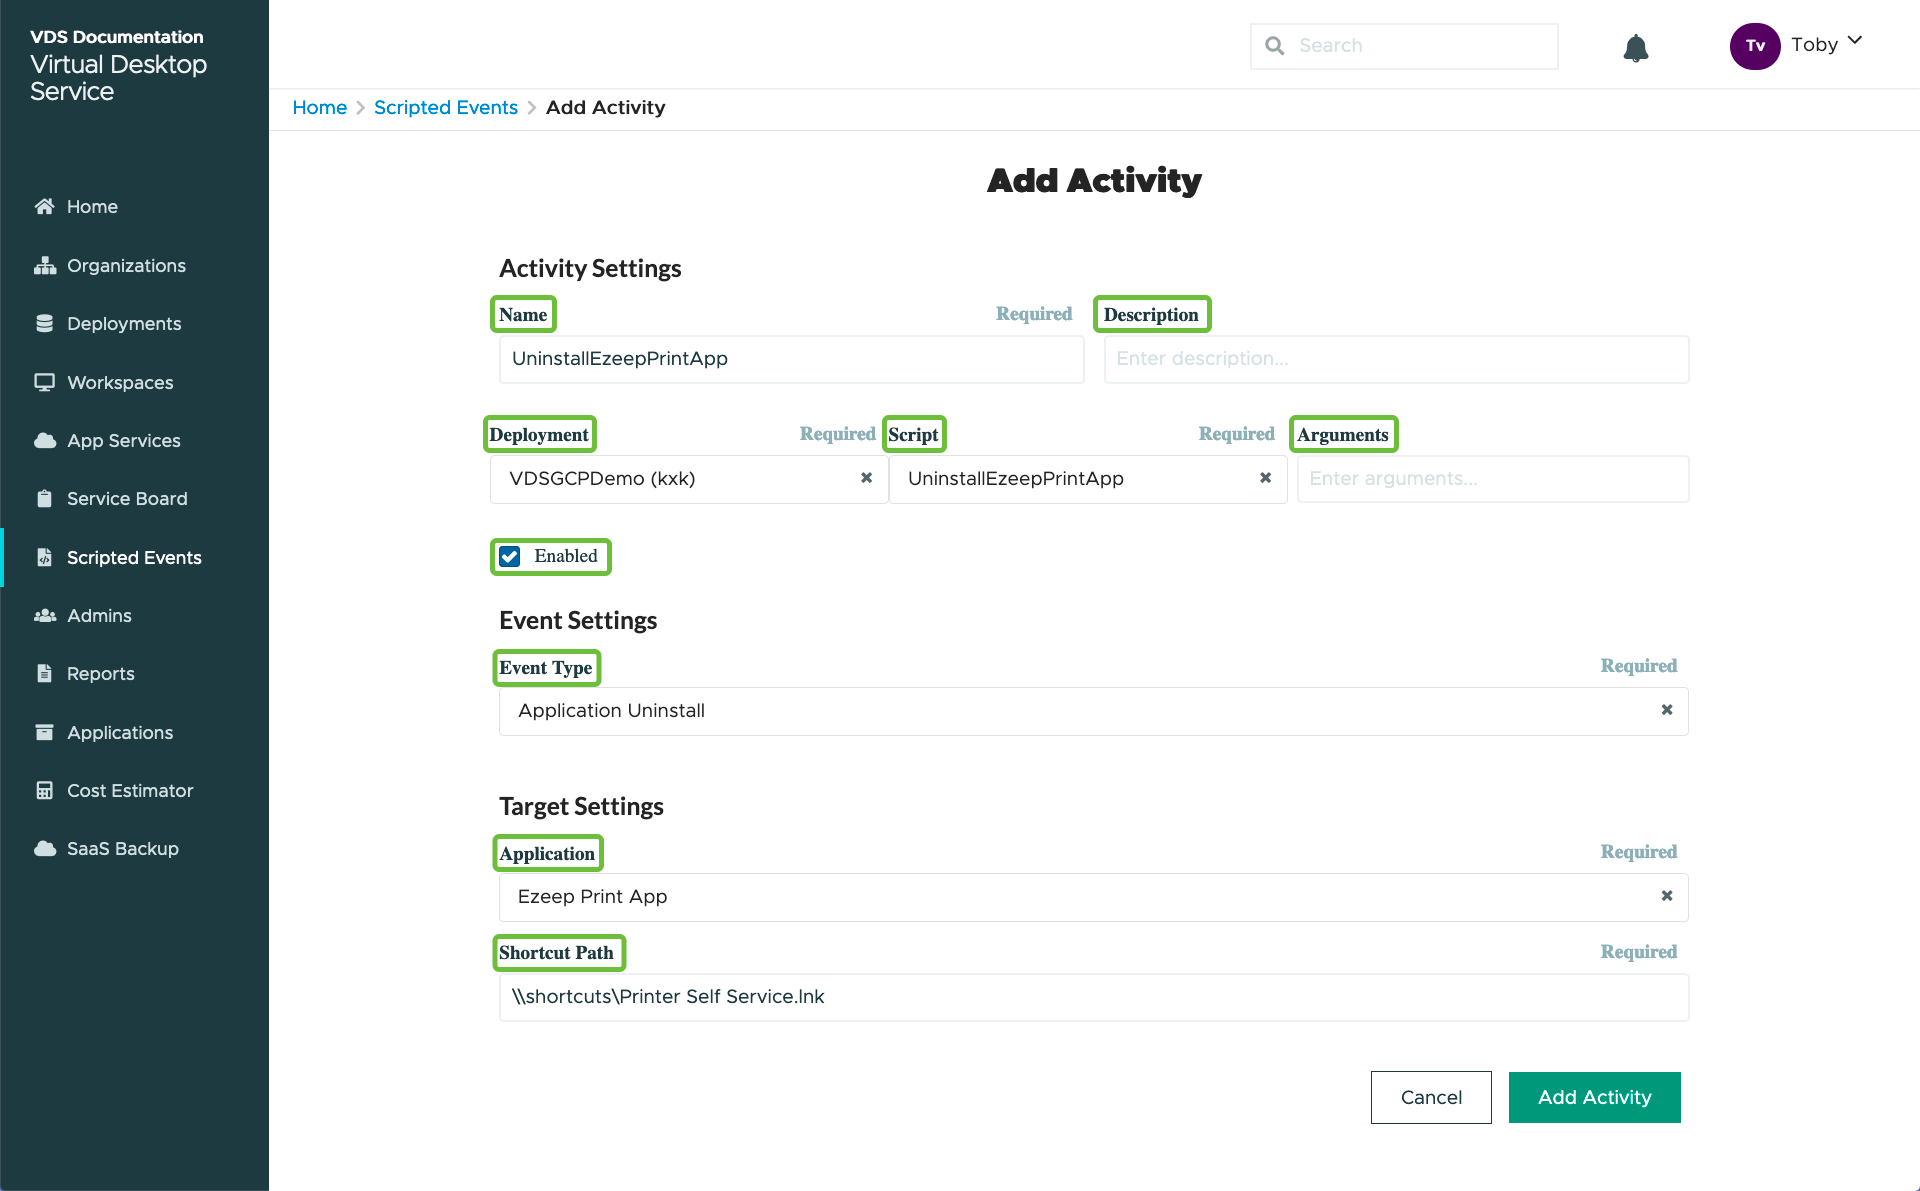 VDS Documentation
Virtual Desktop
Service
Search
Tv
Toby
Home > Scripted Events > Add Activity
Home
Organizations
Deployments
Workspaces
App Services
Service Board
Scripted Events
Admins
Reports
Applications
Cost Estimator
SaaS Backup
Add Activity
Activity Settings
Name Required Description
UninstallEzeepPrintApp Enter description...
Deployment Required Script Required Arguments
VDSGCPDemo (kxk) UninstallEzeepPrintApp Enter arguments...
Enabled
Event Settings
Event Type Required
Application Uninstall
Target Settings
Application Required
Ezeep Print App
Shortcut Path Required
\\shortcuts\Printer Self Service.lnk
Cancel Add Activity